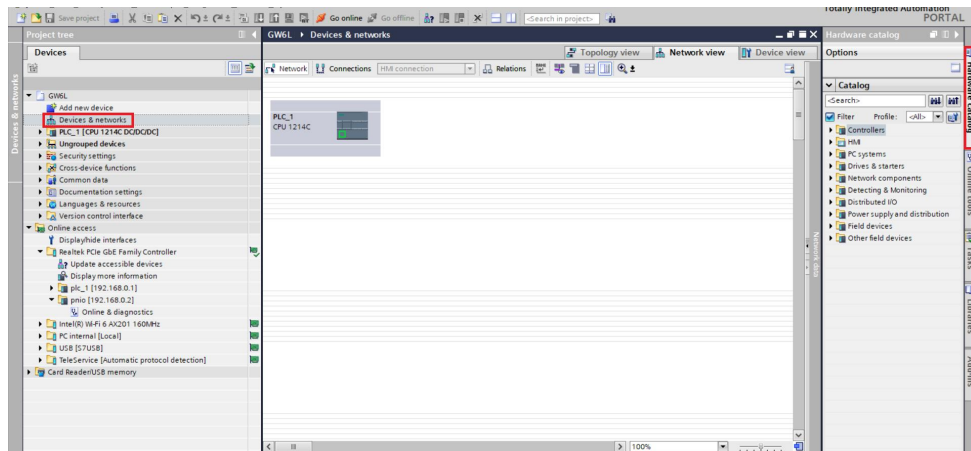 Totally Integrated Automation
PORTAL
Save project
Go online
Go offline
<Search in project>
Project tree
Devices
Devices & networks
GW6L
Add new device
Devices & networks
PLC_1 [CPU 1214C DC/DC/DC]
Ungrouped devices
Security settings
Cross-device functions
Common data
Documentation settings
Languages & resources
Version control interface
Online access
Display/hide interfaces
Realtek PCIe GbE Family Controller
Update accessible devices
Display more information
plc_1 [192.168.0.1]
pnio [192.168.0.2]
Online & diagnostics
Intel(R) Wi-Fi 6 AX201 160MHz
PC internal [Local]
USB [S7USB]
TeleService [Automatic protocol detection]
Card Reader/USB memory
GW6L
Devices & networks
Topology view
Network view
Device view
Network
Connections
HMI connection
Relations
PLC_1
CPU 1214C
100%
Network data
Hardware catalog
Options
Catalog
<Search>
Filter
Profile:
<All>
Controllers
HMI
PC systems
Drives & starters
Network components
Detecting & Monitoring
Distributed I/O
Power supply and distribution
Field devices
Other field devices
Hardware catalog
Online tools
Tasks
Libraries
Add-ins